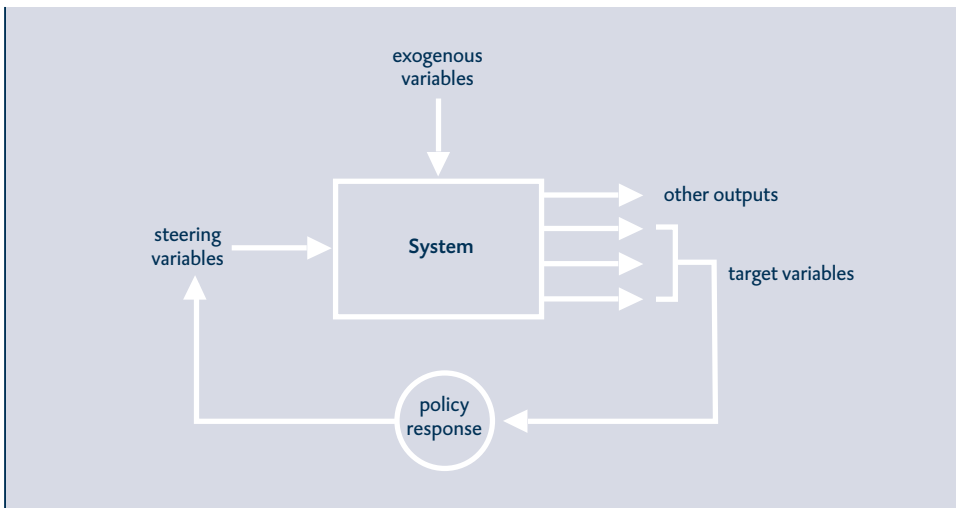 exogenous
variables
other outputs
steering
variables
System
target variables
policy
response